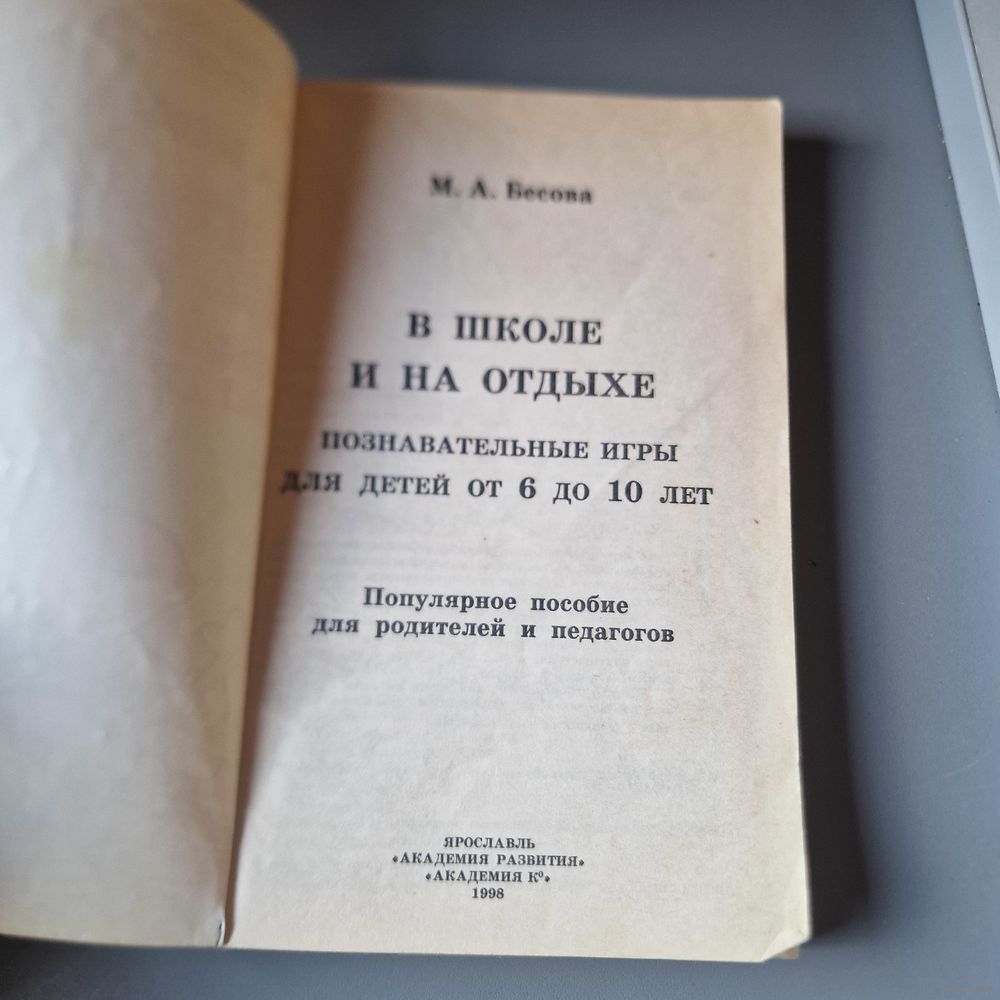 М. А. Бесова
В ШКОЛЕ
И НА ОТДЫХЕ
ПОЗНАВАТЕЛЬНЫЕ ИГРЫ
ДЛЯ ДЕТЕЙ ОТ 6 ДО 10 ЛЕТ
Популярное пособие
для родителей и педагогов
ЯРОСЛАВЛЬ
«АКАДЕМИЯ РАЗВИТИЯ»
«АКАДЕМИЯ К⁰»
1998